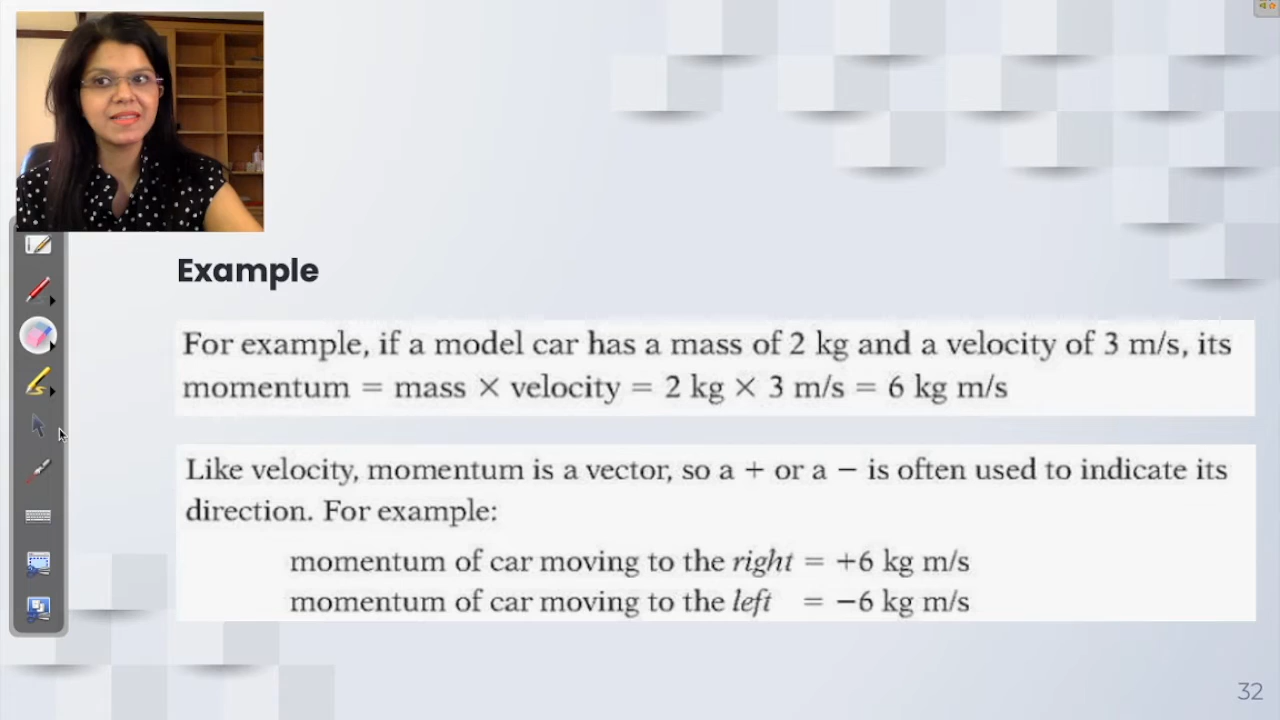 Example
For example, if a model car has a mass of 2 kg and a velocity of 3 m/s, its
momentum = mass × velocity = 2 kg × 3 m/s = 6 kg m/s
Like velocity, momentum is a vector, so a + or a − is often used to indicate its
direction. For example:
momentum of car moving to the right = +6 kg m/s
momentum of car moving to the left = −6 kg m/s
32